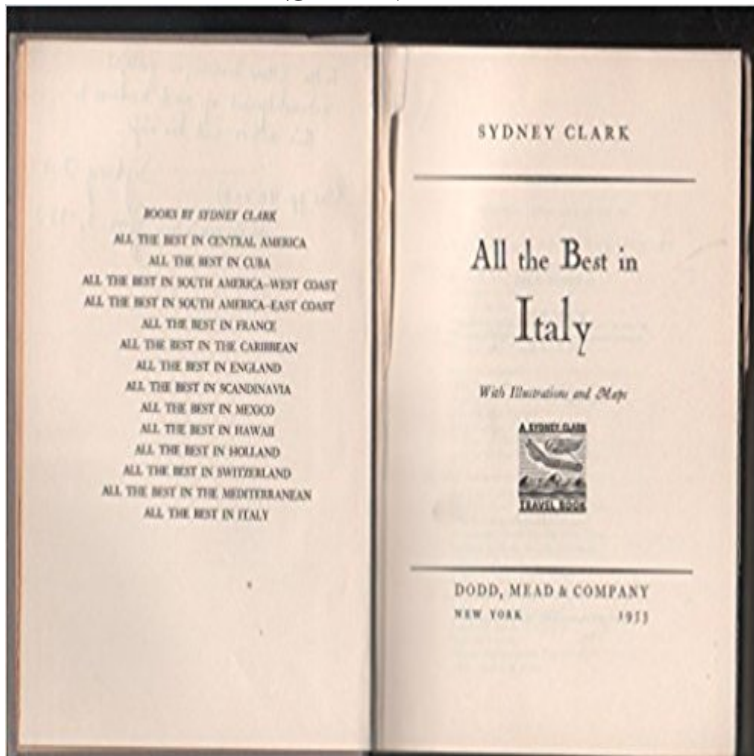 BOOKS BY SYDNEY CLARK
ALL THE BEST IN CENTRAL AMERICA
ALL THE BEST IN CUBA
ALL THE BEST IN SOUTH AMERICA—WEST COAST
ALL THE BEST IN SOUTH AMERICA—EAST COAST
ALL THE BEST IN FRANCE
ALL THE BEST IN THE CARIBBEAN
ALL THE BEST IN ENGLAND
ALL THE BEST IN SCANDINAVIA
ALL THE BEST IN MEXICO
ALL THE BEST IN HAWAII
ALL THE BEST IN HOLLAND
ALL THE BEST IN SWITZERLAND
ALL THE BEST IN THE MEDITERRANEAN
ALL THE BEST IN ITALY
SYDNEY CLARK
All the Best in
Italy
With Illustrations and Maps
A SYDNEY CLARK
TRAVEL BOOK
DODD, MEAD & COMPANY
NEW YORK 1953